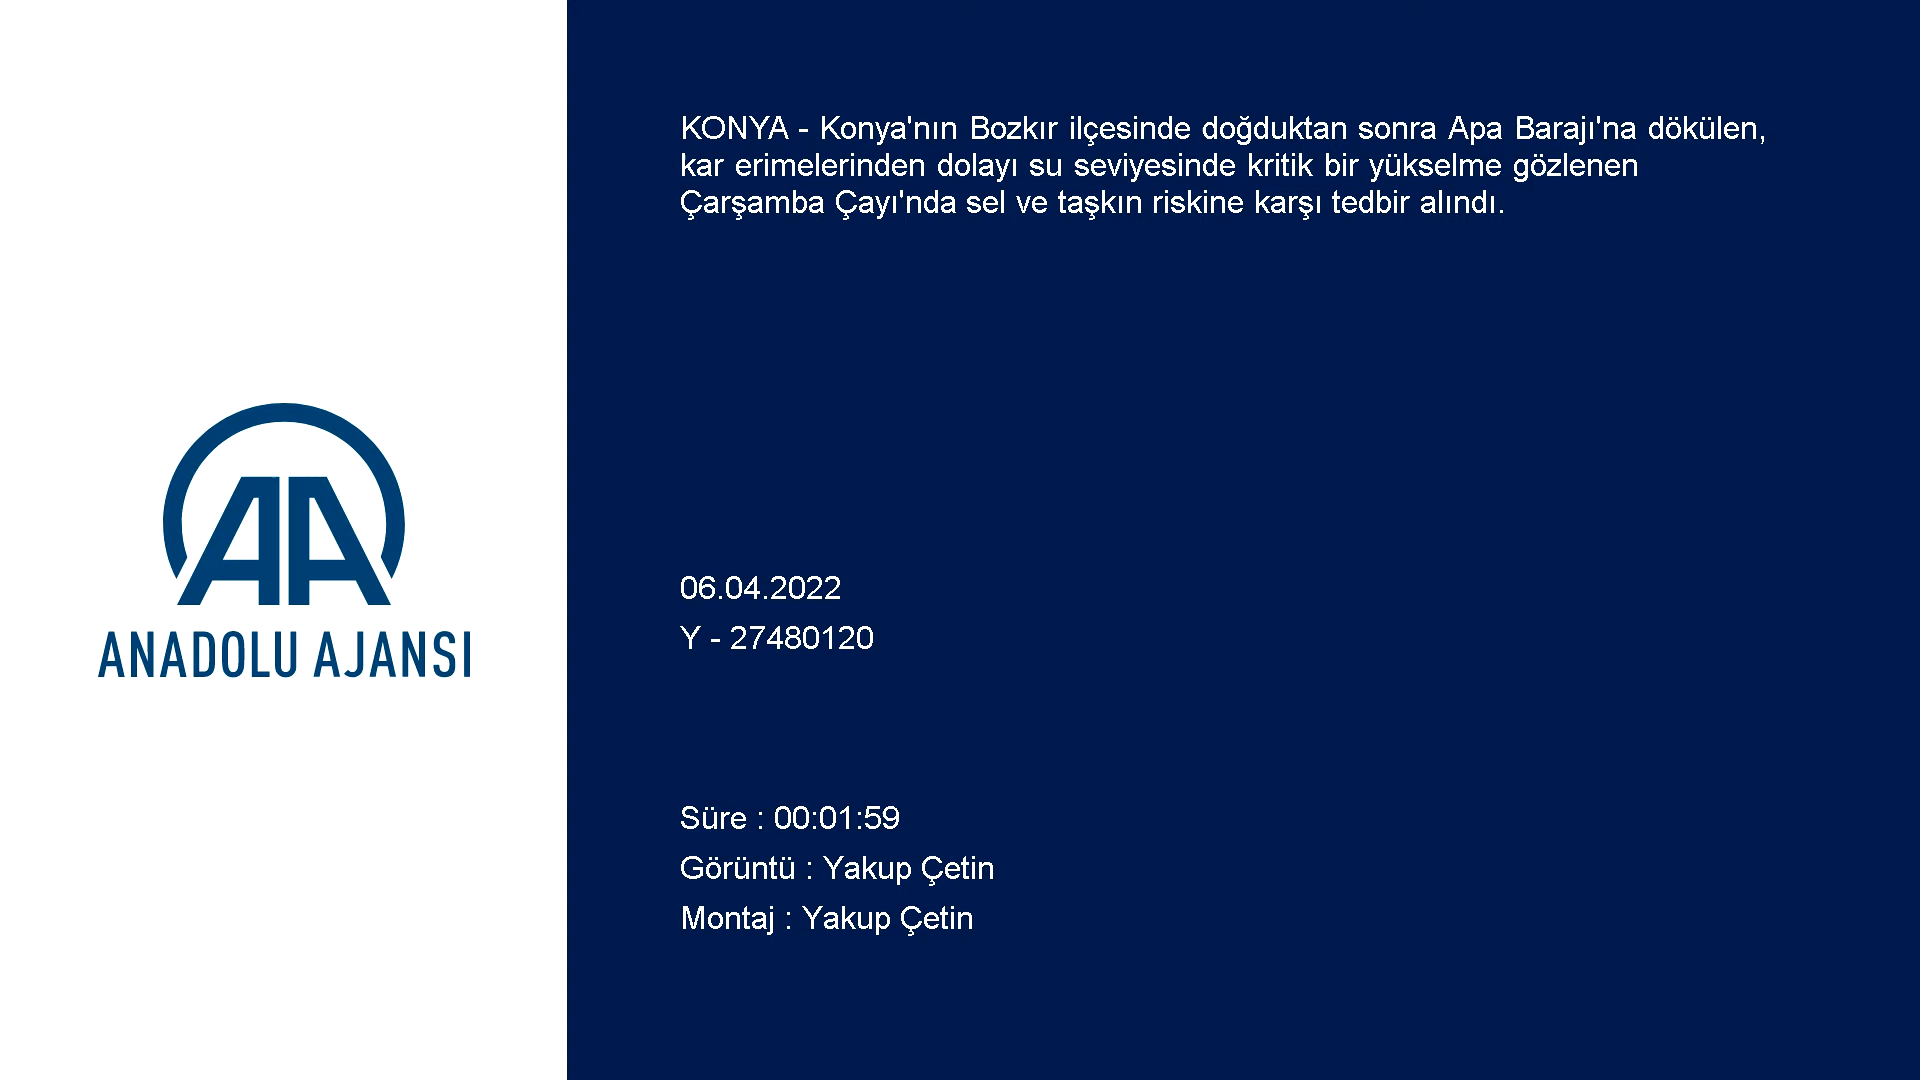 KONYA - Konya'nın Bozkır ilçesinde doğduktan sonra Apa Barajı'na dökülen,
kar erimelerinden dolayı su seviyesinde kritik bir yükselme gözlenen
Çarşamba Çayı'nda sel ve taşkın riskine karşı tedbir alındı.
AA
ANADOLU AJANSI
06.04.2022
Y - 27480120
Süre : 00:01:59
Görüntü : Yakup Çetin
Montaj : Yakup Çetin